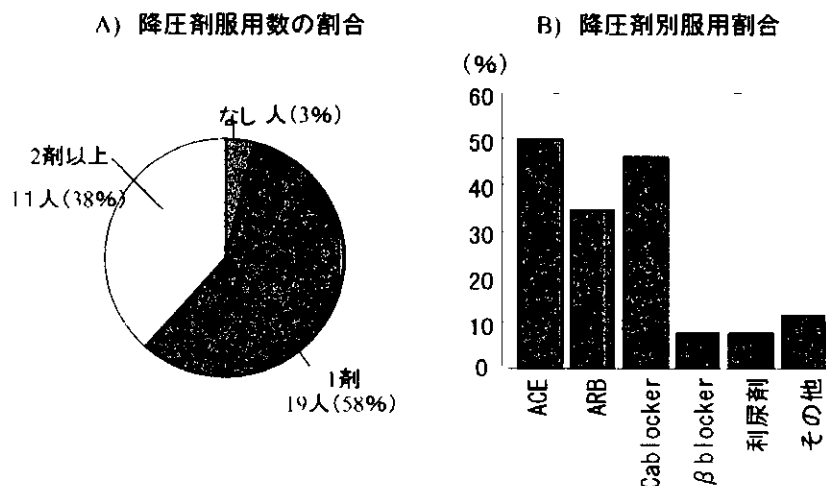 A) 降圧剤服用数の割合
なし 人(3%)
2剤以上
11人(38%)
1剤
19人(58%)
B) 降圧剤別服用割合
(%)
60
50
40
30
20
10
0
ACE
ARB
Cablocker
βblocker
利尿剤
その他